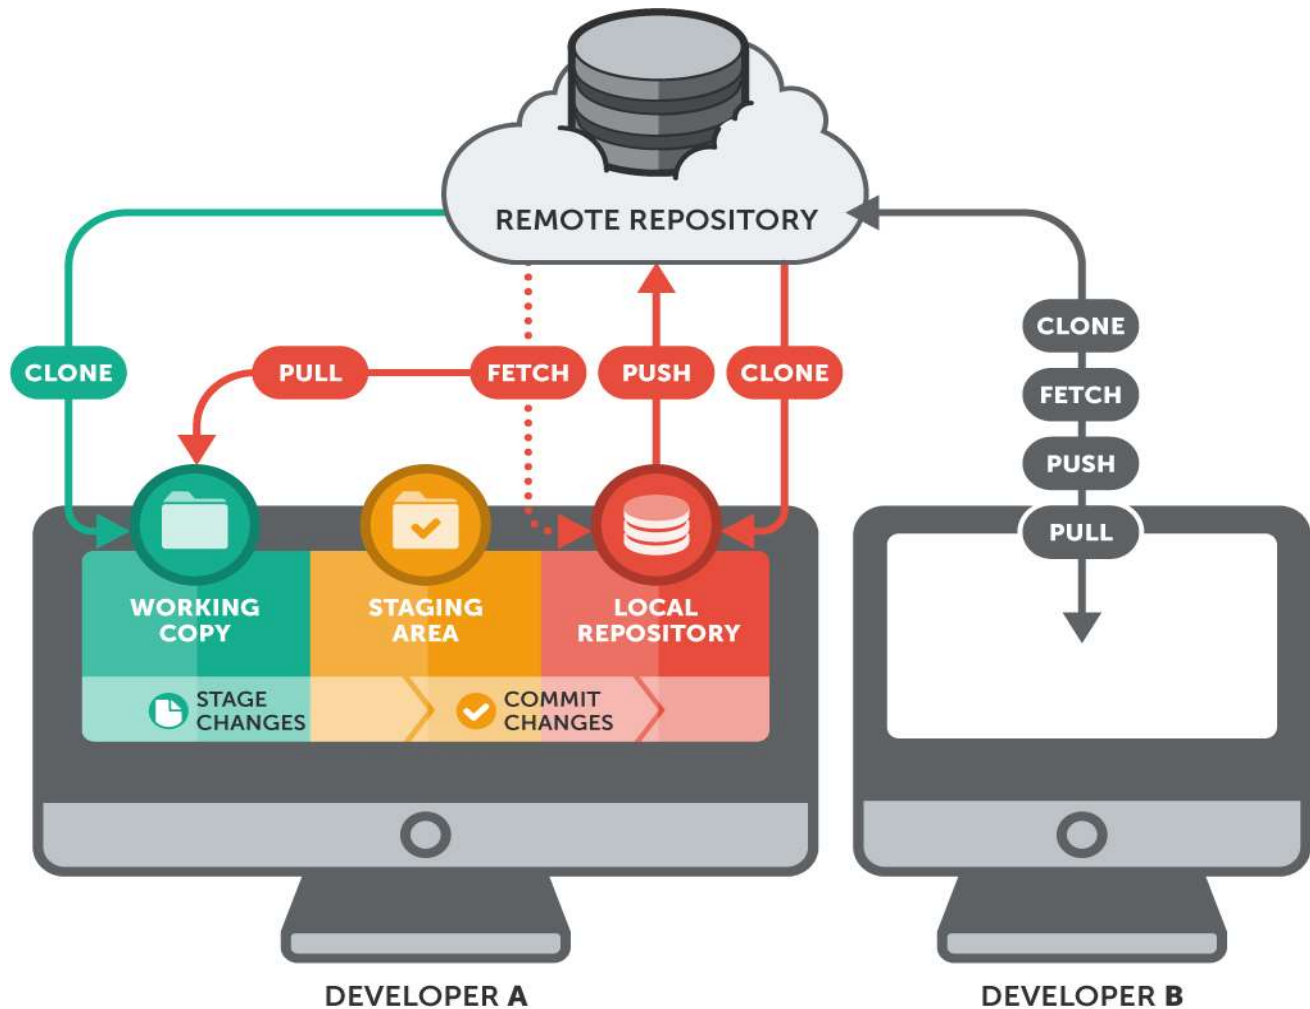 REMOTE REPOSITORY
CLONE
PULL
FETCH
PUSH
CLONE
CLONE
FETCH
PUSH
PULL
WORKING
COPY
STAGING
AREA
LOCAL
REPOSITORY
STAGE
CHANGES
COMMIT
CHANGES
DEVELOPER A
DEVELOPER B